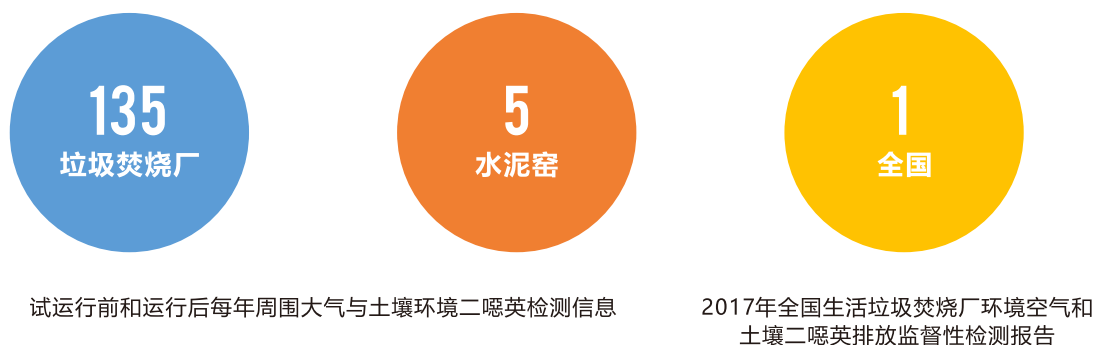 135
垃圾焚烧厂
5
水泥窑
1
全国
试运行前和运行后每年周围大气与土壤环境二噁英检测信息
2017年全国生活垃圾焚烧厂环境空气和
土壤二噁英排放监督性检测报告